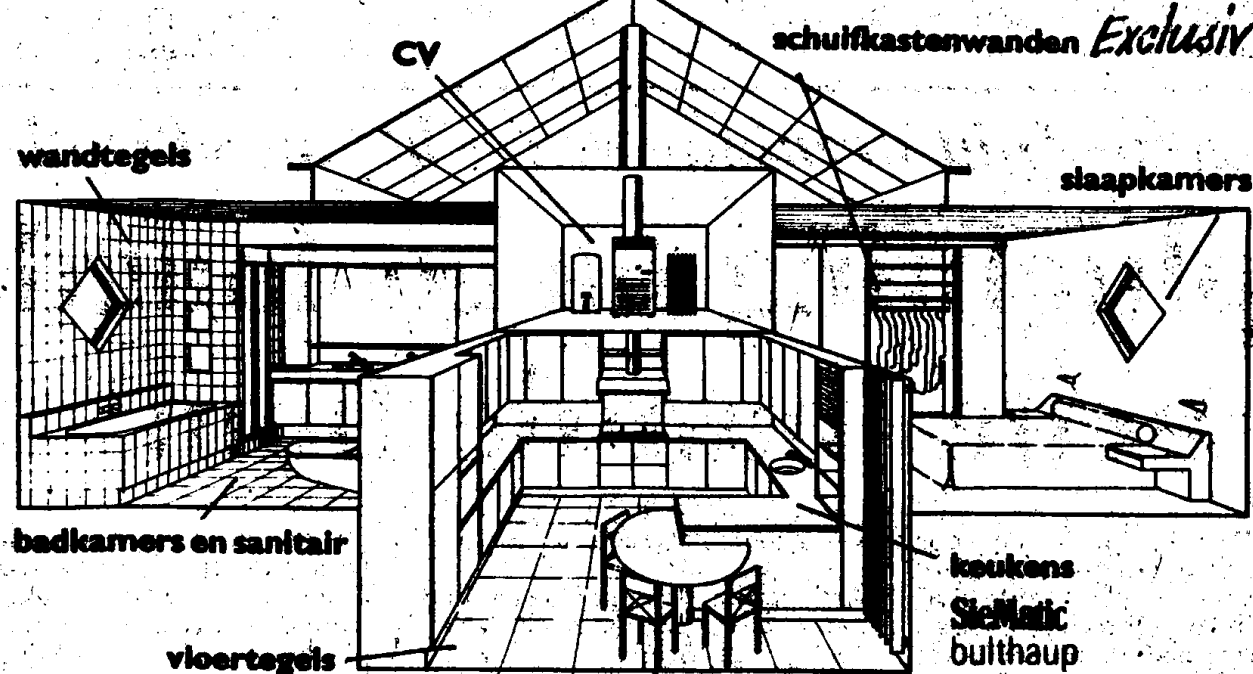 schuifkastenwanden Exclusiv
CV
wandtegels
slaapkamers
badkamers en sanitair
keukens
SieMatic
bulthaup
vloertegels